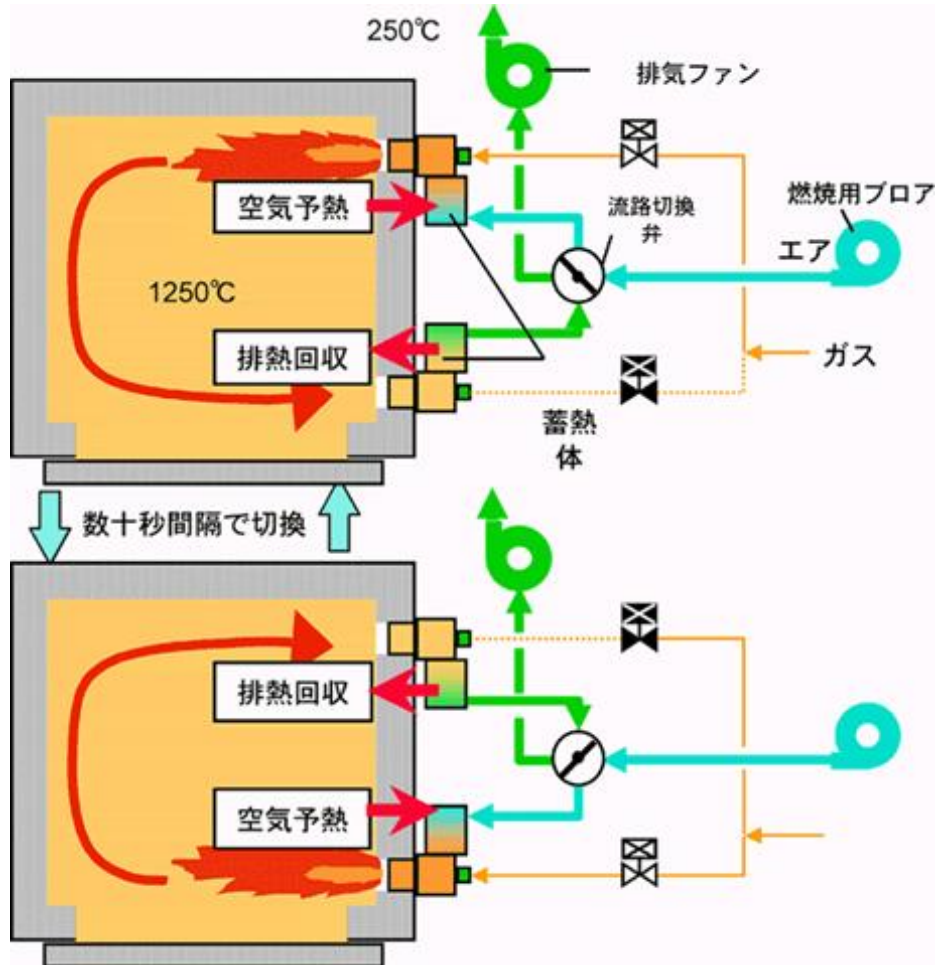 250℃
排気ファン
空気予熱
流路切換
弁
燃焼用ブロア
エア
1250℃
排熱回収
ガス
蓄熱
体
数十秒間隔で切換
排熱回収
空気予熱